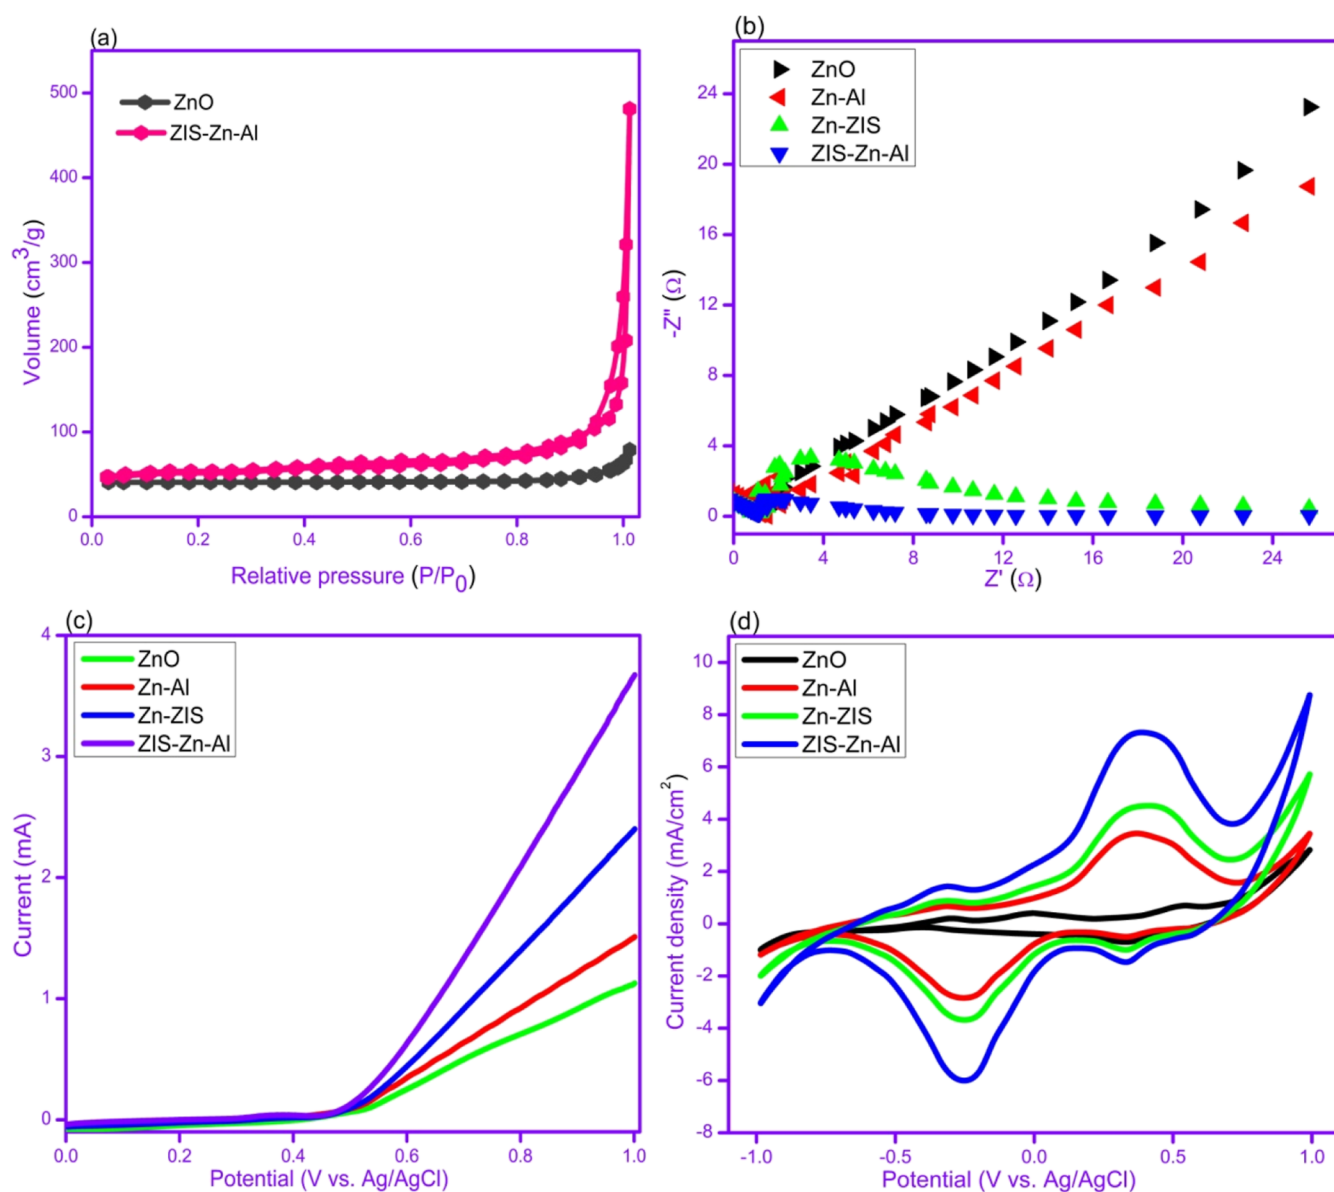 (a)
500
400
300
200
100
0
Volume (cm³/g)
ZnO
ZIS-Zn-Al
0.0 0.2 0.4 0.6 0.8 1.0
Relative pressure (P/P₀)
(b)
24
20
16
12
8
4
0
-Z" (Ω)
ZnO
Zn-Al
Zn-ZIS
ZIS-Zn-Al
0 4 8 12 16 20 24
Z' (Ω)
(c)
4
3
2
1
0
Current (mA)
ZnO
Zn-Al
Zn-ZIS
ZIS-Zn-Al
0.0 0.2 0.4 0.6 0.8 1.0
Potential (V vs. Ag/AgCl)
(d)
10
8
6
4
2
0
-2
-4
-6
-8
Current density (mA/cm²)
ZnO
Zn-Al
Zn-ZIS
ZIS-Zn-Al
-1.0 -0.5 0.0 0.5 1.0
Potential (V vs. Ag/AgCl)